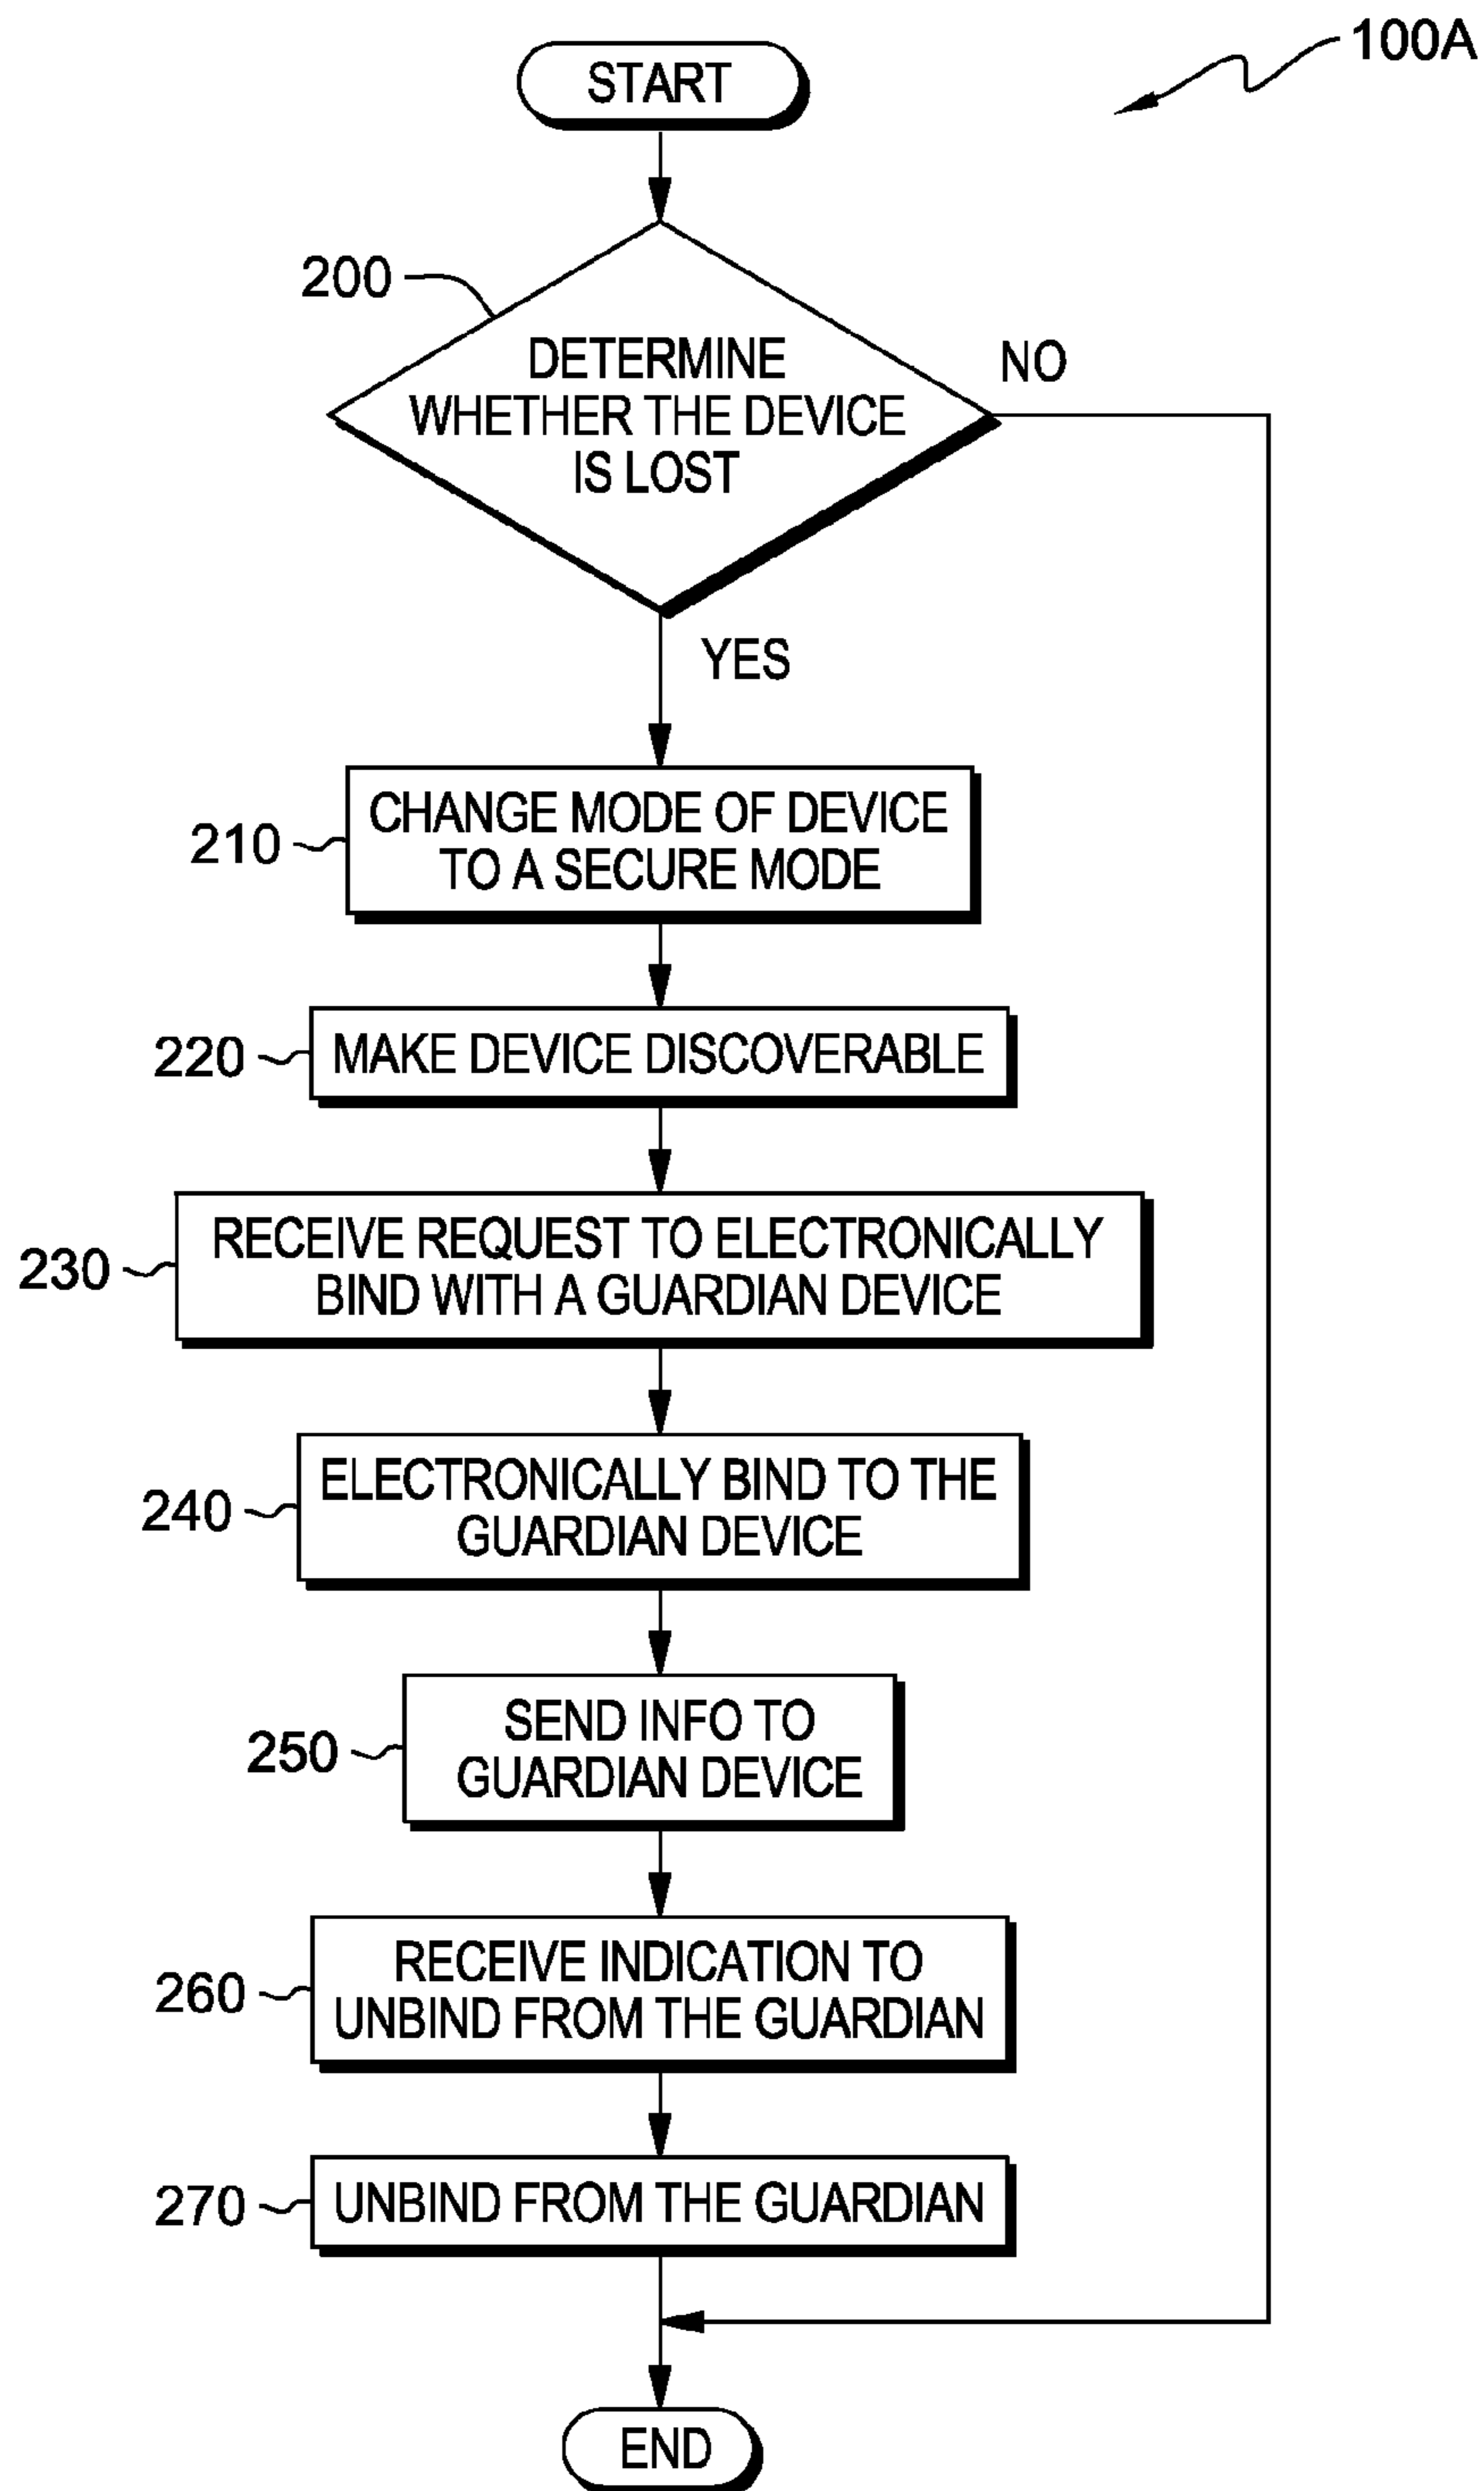 100A
START
200
DETERMINE
WHETHER THE DEVICE
IS LOST
NO
YES
210
CHANGE MODE OF DEVICE
TO A SECURE MODE
220
MAKE DEVICE DISCOVERABLE
230
RECEIVE REQUEST TO ELECTRONICALLY
BIND WITH A GUARDIAN DEVICE
240
ELECTRONICALLY BIND TO THE
GUARDIAN DEVICE
250
SEND INFO TO
GUARDIAN DEVICE
260
RECEIVE INDICATION TO
UNBIND FROM THE GUARDIAN
270
UNBIND FROM THE GUARDIAN
END